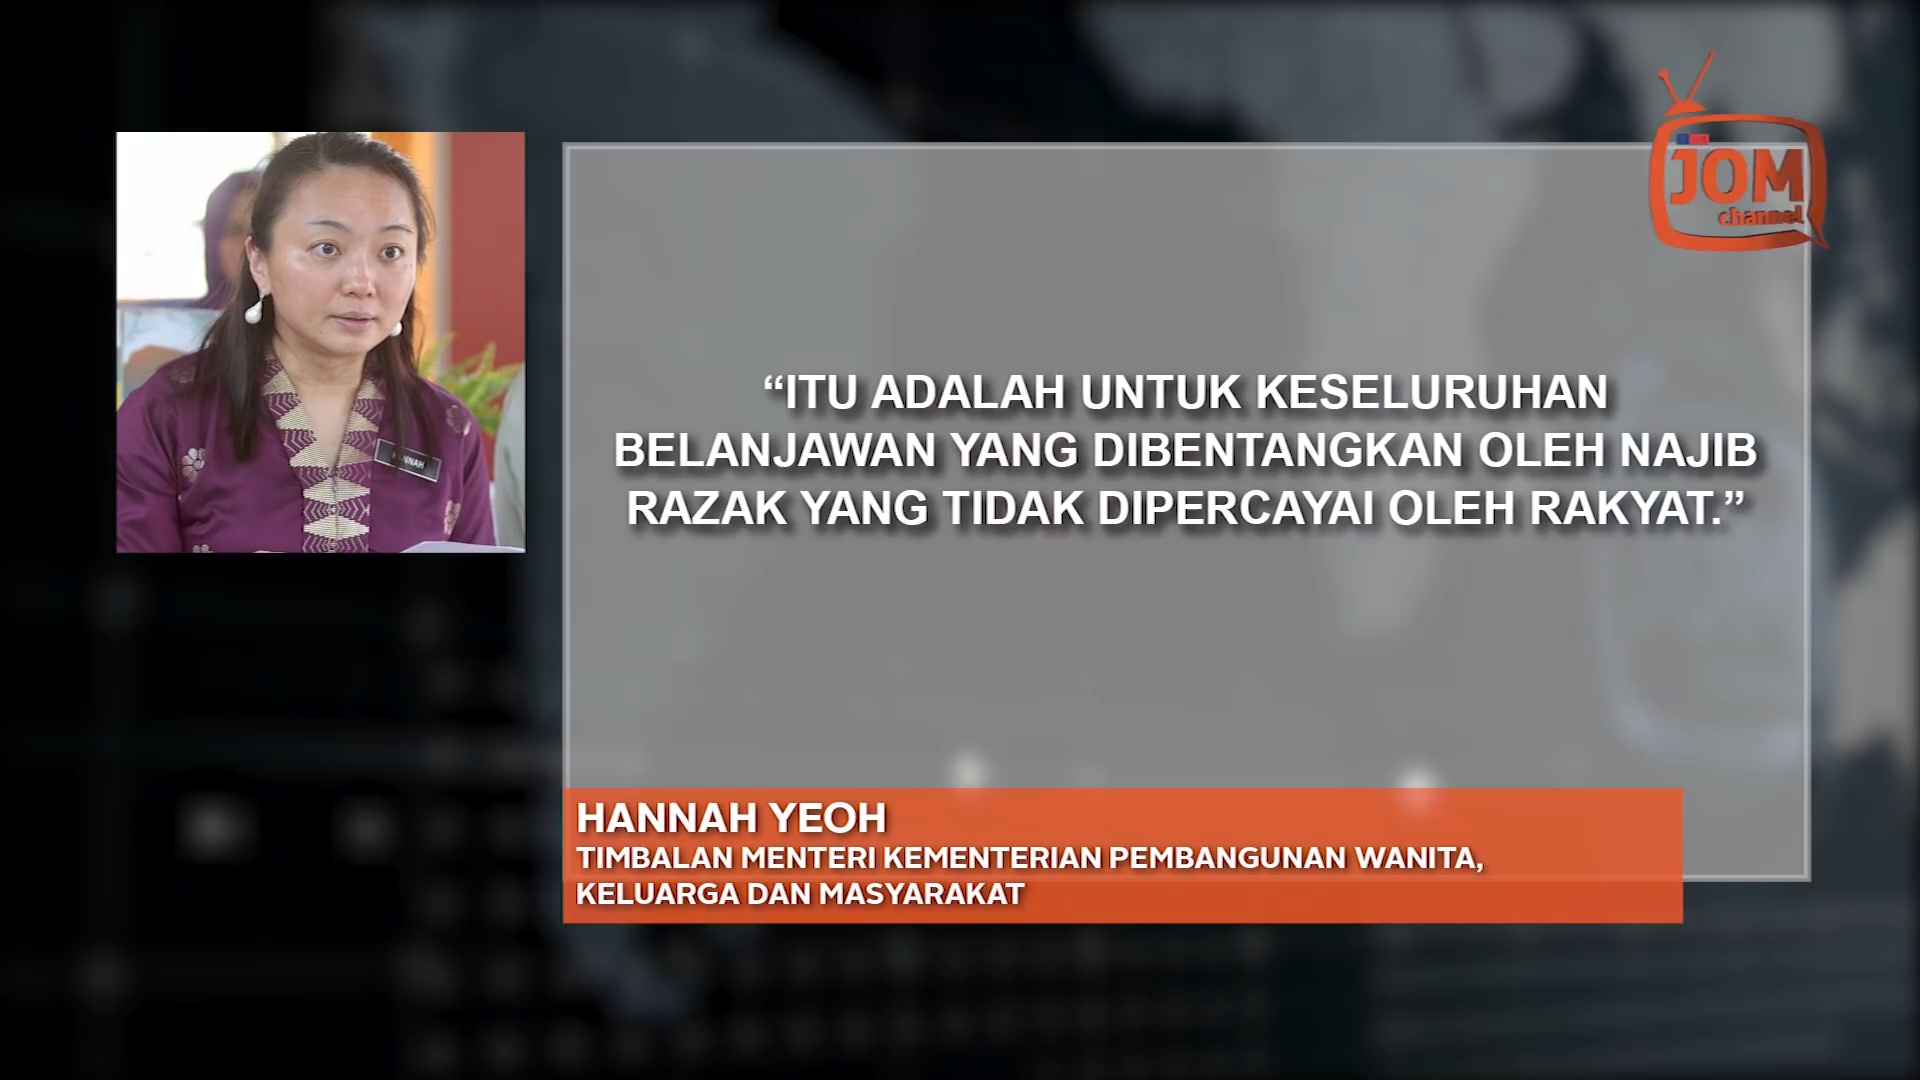 JOM
channel
“ITU ADALAH UNTUK KESELURUHAN
BELANJAWAN YANG DIBENTANGKAN OLEH NAJIB
RAZAK YANG TIDAK DIPERCAYAI OLEH RAKYAT.”
HANNAH
HANNAH YEOH
TIMBALAN MENTERI KEMENTERIAN PEMBANGUNAN WANITA,
KELUARGA DAN MASYARAKAT